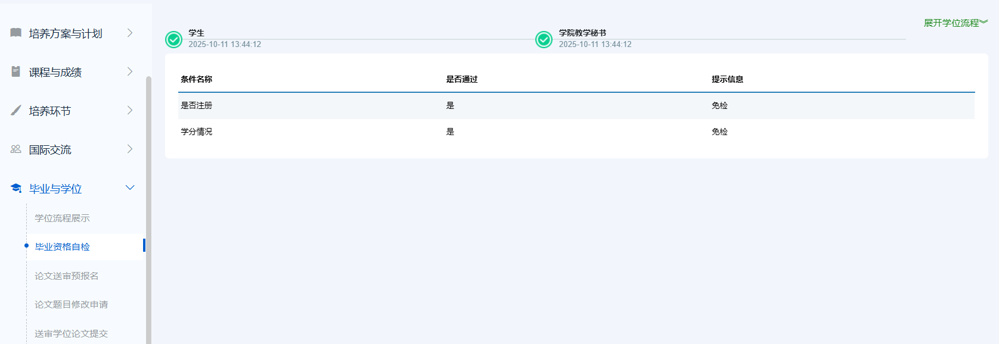 培养方案与计划
课程与成绩
培养环节
国际交流
毕业与学位
学位流程展示
毕业资格自检
论文送审预报名
论文题目修改申请
送审学位论文提交
展开学位流程
学生
2025-10-11 13:44:12
学院教学秘书
2025-10-11 13:44:12
条件名称 是否通过 提示信息
是否注册 是 免检
学分情况 是 免检